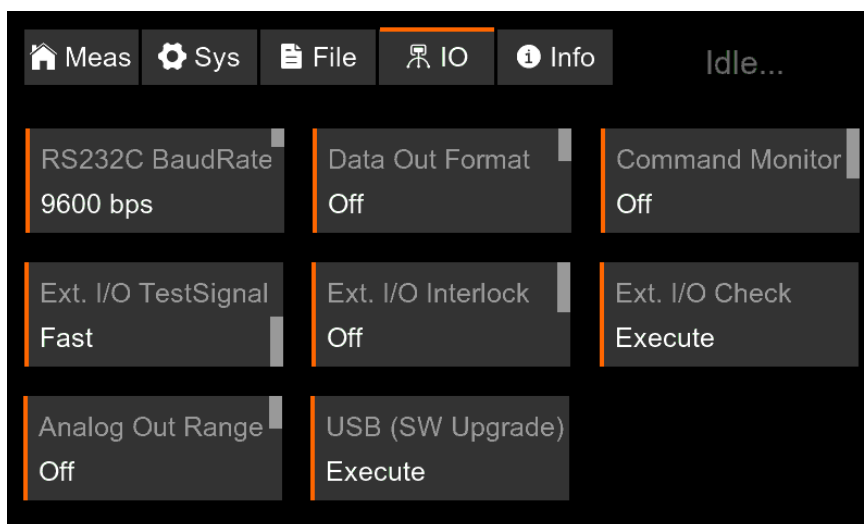 Meas Sys File IO Info Idle...
RS232C BaudRate Data Out Format Command Monitor
9600 bps Off Off
Ext. I/O TestSignal Ext. I/O Interlock Ext. I/O Check
Fast Off Execute
Analog Out Range USB (SW Upgrade)
Off Execute